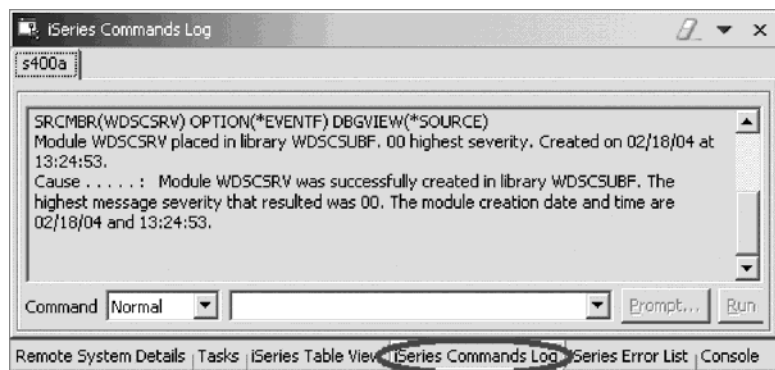 iSeries Commands Log
s400a
SRCMBR(WDSCSRV) OPTION(*EVENTF) DBGVIEW(*SOURCE)
Module WDSCSRV placed in library WDSCSUBF. 00 highest severity. Created on 02/18/04 at
13:24:53.
Cause . . . . . :   Module WDSCSRV was successfully created in library WDSCSUBF. The
highest message severity that resulted was 00. The module creation date and time are
02/18/04 and 13:24:53.
Command Normal Prompt... Run
Remote System Details Tasks iSeries Table View iSeries Commands Log iSeries Error List Console